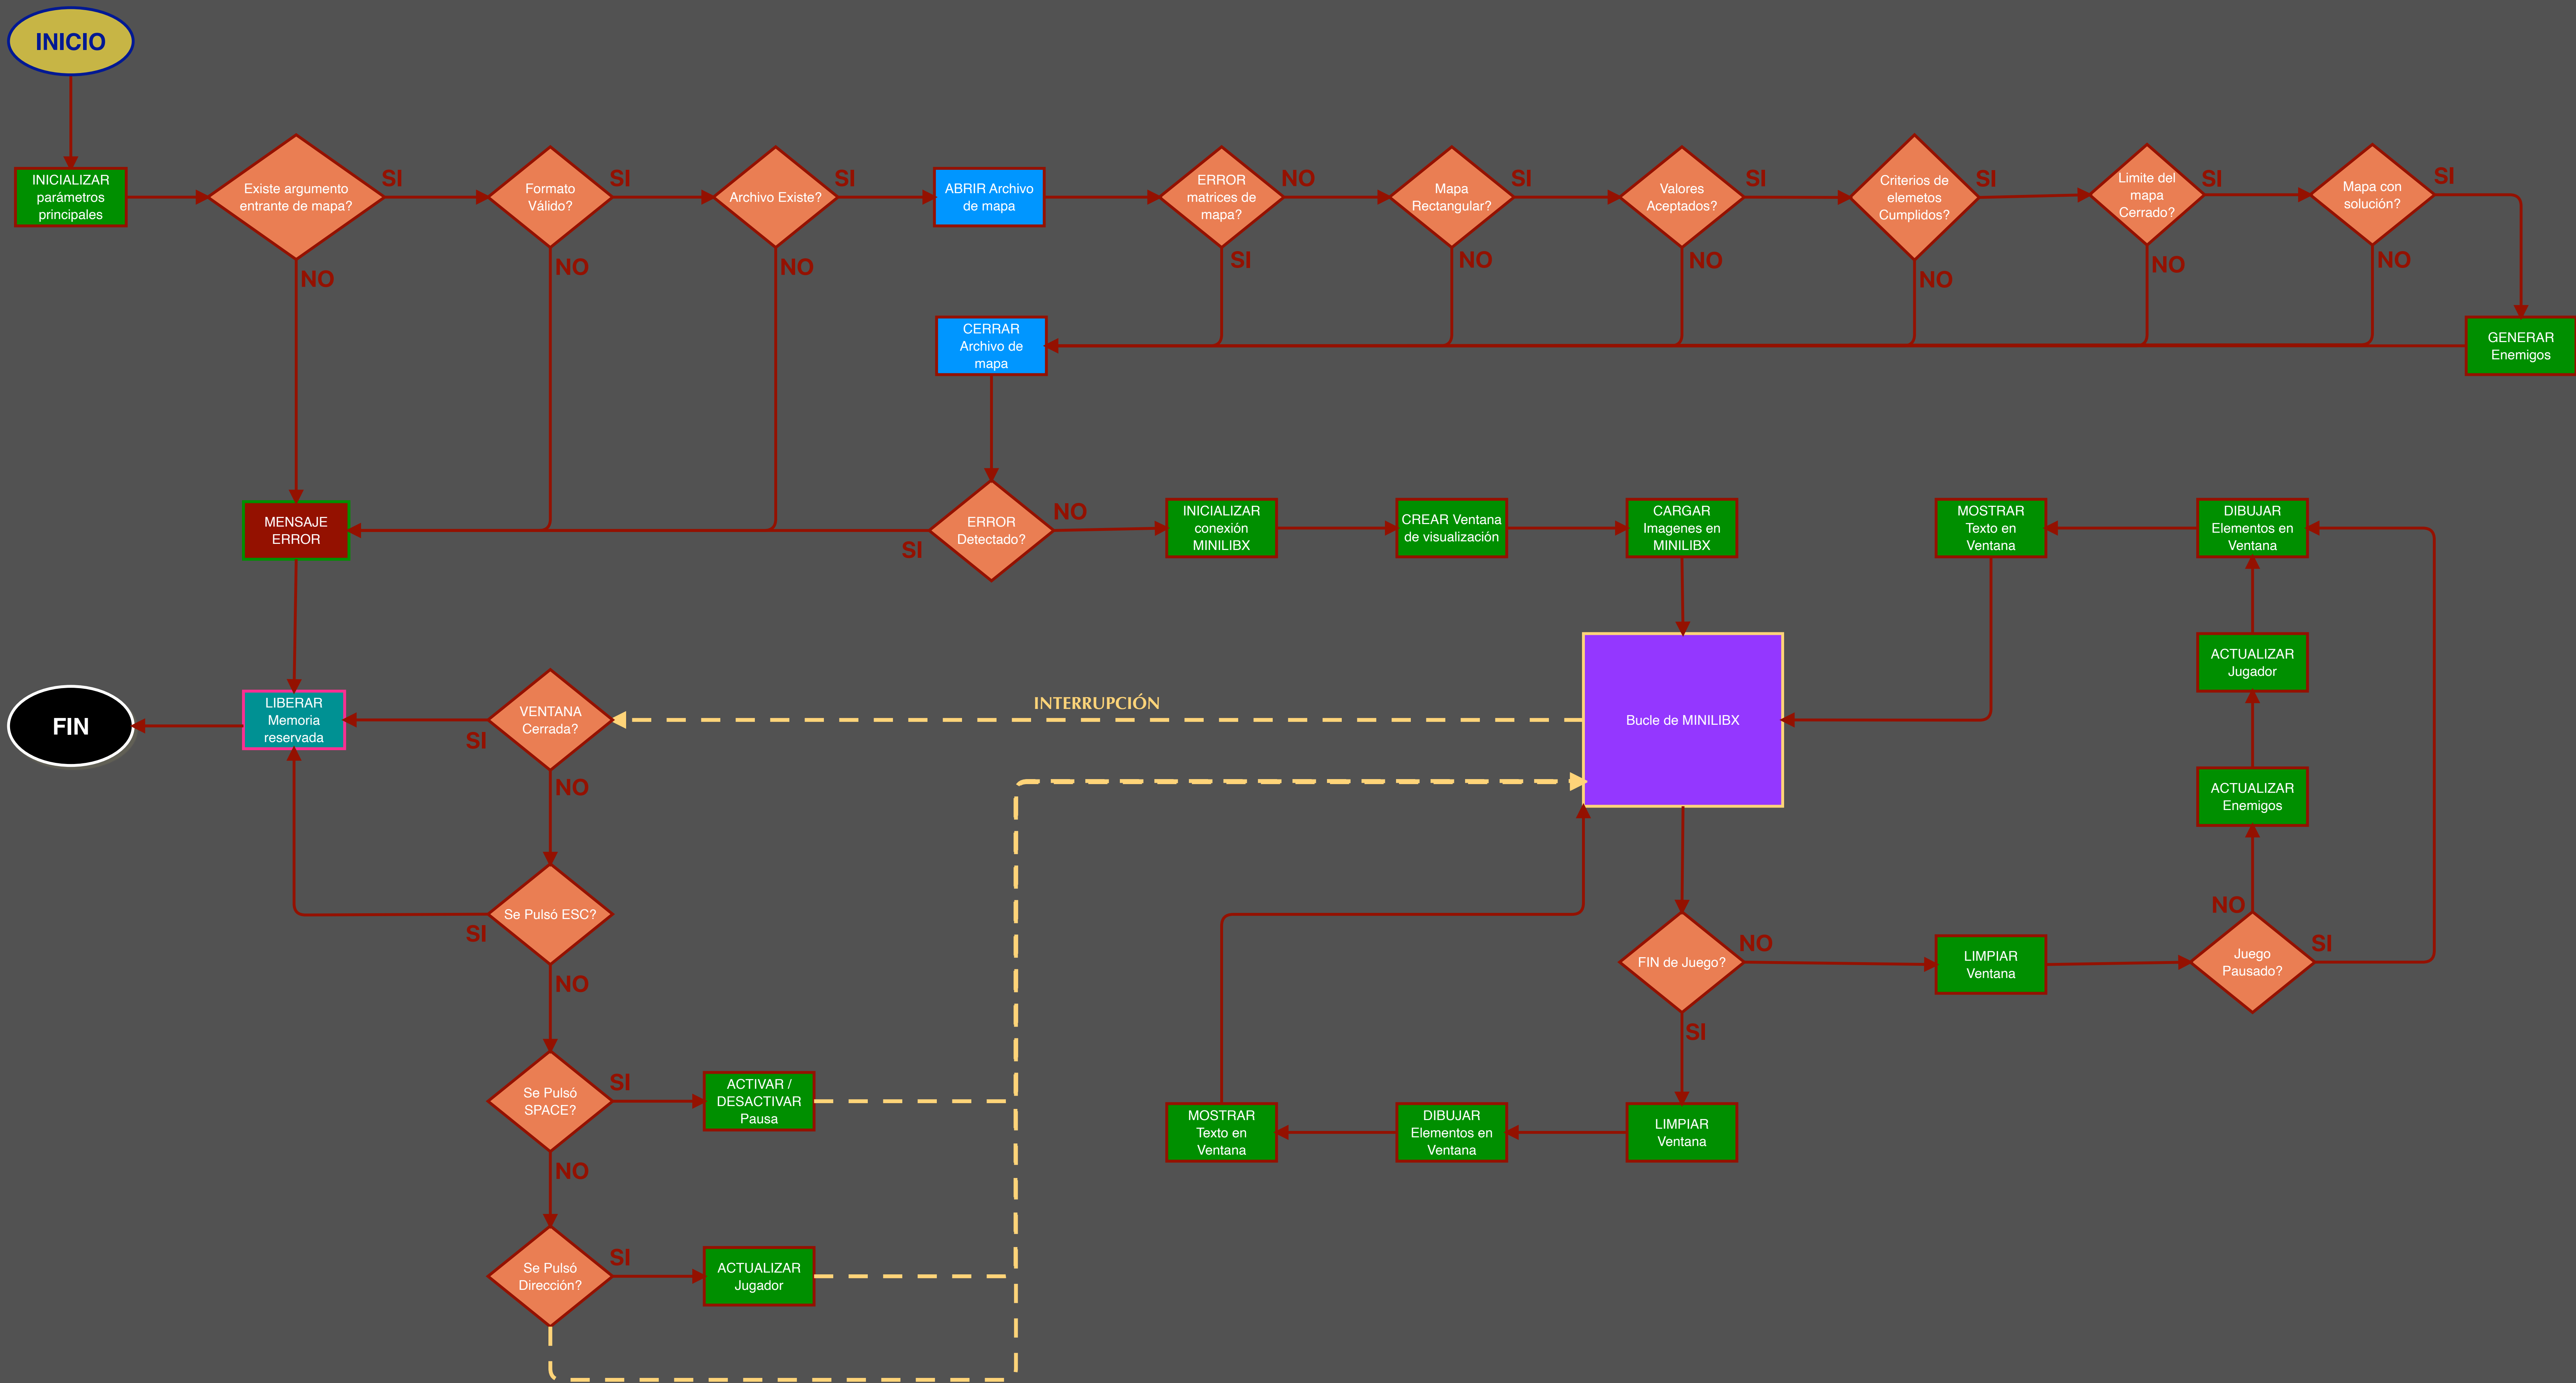 INICIO
INICIALIZAR
parámetros
principales
Existe argumento
entrante de mapa?
SI
NO
Formato
Válido?
SI
NO
Archivo Existe?
SI
NO
ABRIR Archivo
de mapa
ERROR
matrices de
mapa?
NO
SI
Mapa
Rectangular?
SI
NO
Valores
Aceptados?
SI
NO
Criterios de
elemetos
Cumplidos?
SI
NO
Limite del
mapa
Cerrado?
SI
NO
Mapa con
solución?
SI
NO
GENERAR
Enemigos
CERRAR
Archivo de
mapa
ERROR
Detectado?
NO
SI
MENSAJE
ERROR
INICIALIZAR
conexión
MINILIBX
CREAR Ventana
de visualización
CARGAR
Imagenes en
MINILIBX
MOSTRAR
Texto en
Ventana
DIBUJAR
Elementos en
Ventana
ACTUALIZAR
Jugador
ACTUALIZAR
Enemigos
Bucle de MINILIBX
INTERRUPCIÓN
VENTANA
Cerrada?
SI
NO
LIBERAR
Memoria
reservada
FIN
Se Pulsó ESC?
SI
NO
FIN de Juego?
NO
SI
LIMPIAR
Ventana
Juego
Pausado?
NO
SI
Se Pulsó
SPACE?
SI
NO
ACTIVAR /
DESACTIVAR
Pausa
MOSTRAR
Texto en
Ventana
DIBUJAR
Elementos en
Ventana
LIMPIAR
Ventana
Se Pulsó
Dirección?
SI
ACTUALIZAR
Jugador